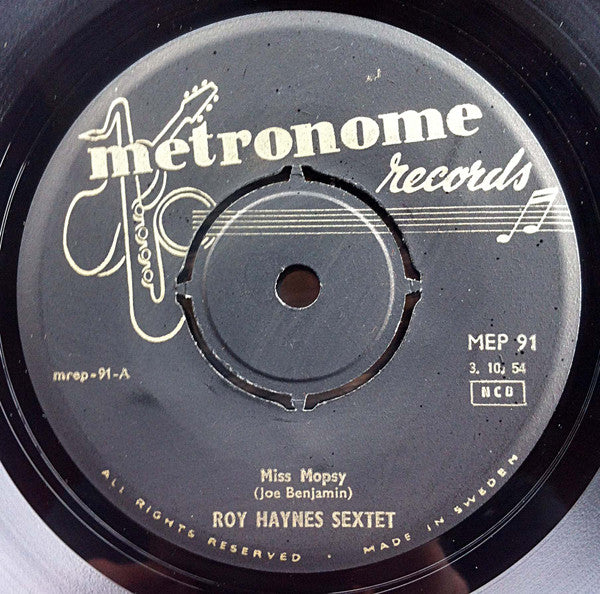 metronome
records
MEP 91
3. 10. 54
NCB
mrep-91-A
Miss Mopsy
(Joe Benjamin)
ROY HAYNES SEXTET
ALL RIGHTS RESERVED • MADE IN SWEDEN